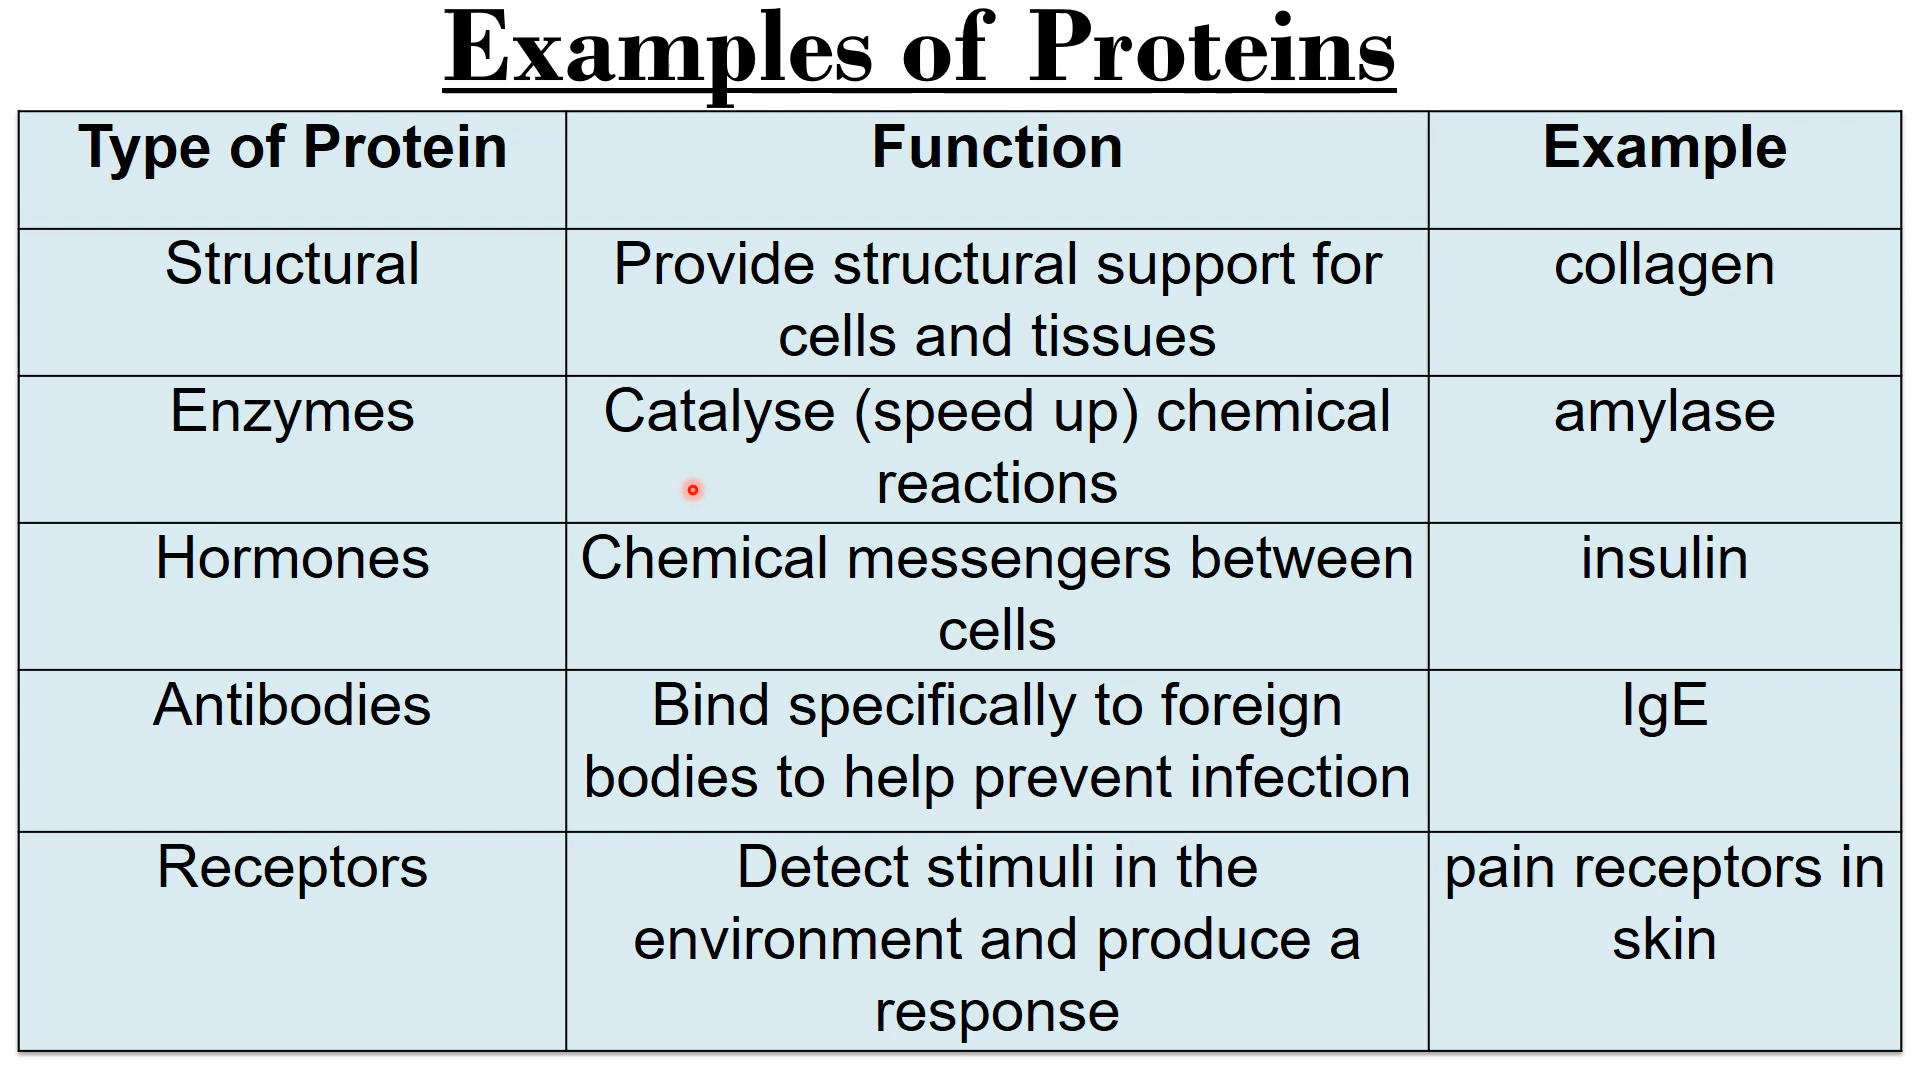 Examples of Proteins
Type of Protein
Function
Example
Structural
Provide structural support for
cells and tissues
collagen
Enzymes
Catalyse (speed up) chemical
reactions
amylase
Hormones
Chemical messengers between
cells
insulin
Antibodies
Bind specifically to foreign
bodies to help prevent infection
IgE
Receptors
Detect stimuli in the
environment and produce a
response
pain receptors in
skin